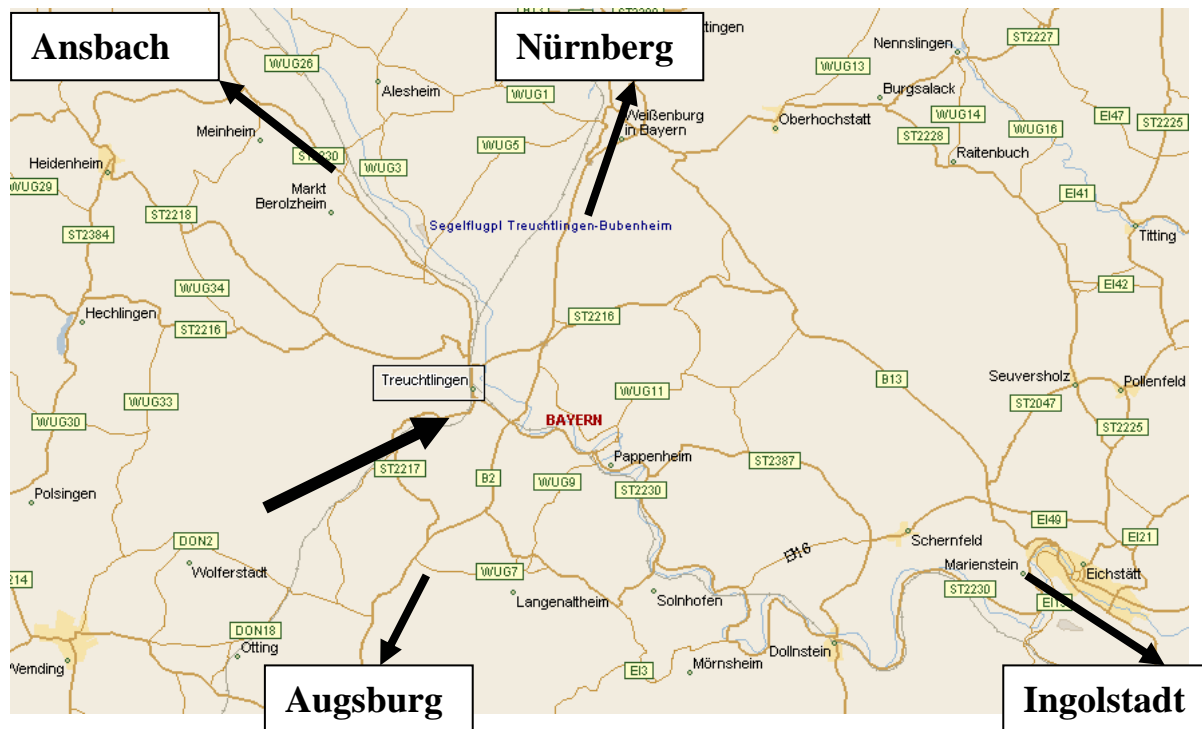 Ansbach
Nürnberg
ST2227
Nennslingen
WUG26
WUG13
Alesheim
WUG1
Burgsalack
Weißenburg
in Bayern
WUG14
EI47
ST2225
Meinheim
Oberhochstatt
ST2228
WUG16
WUG5
Heidenheim
WUG3
Raitenbuch
WUG29
Markt
Berolzheim
EI41
ST2218
Segelflugpl Treuchtlingen-Bubenheim
ST2384
Titting
WUG34
EI42
Hechlingen
ST2216
ST2216
Treuchtlingen
B13
Seuversholz
Pollenfeld
WUG11
WUG33
ST2047
WUG30
BAYERN
ST2225
ST2217
Pappenheim
ST2387
B2
WUG9
ST2230
Polsingen
EI49
DON2
Schernfeld
EI21
EI16
Wolferstadt
WUG7
Marienstein
Eichstätt
214
Langenaltheim
Solnhofen
ST2230
DON18
Otting
Dollnstein
Wemding
EI3
Mörnsheim
Augsburg
Ingolstadt